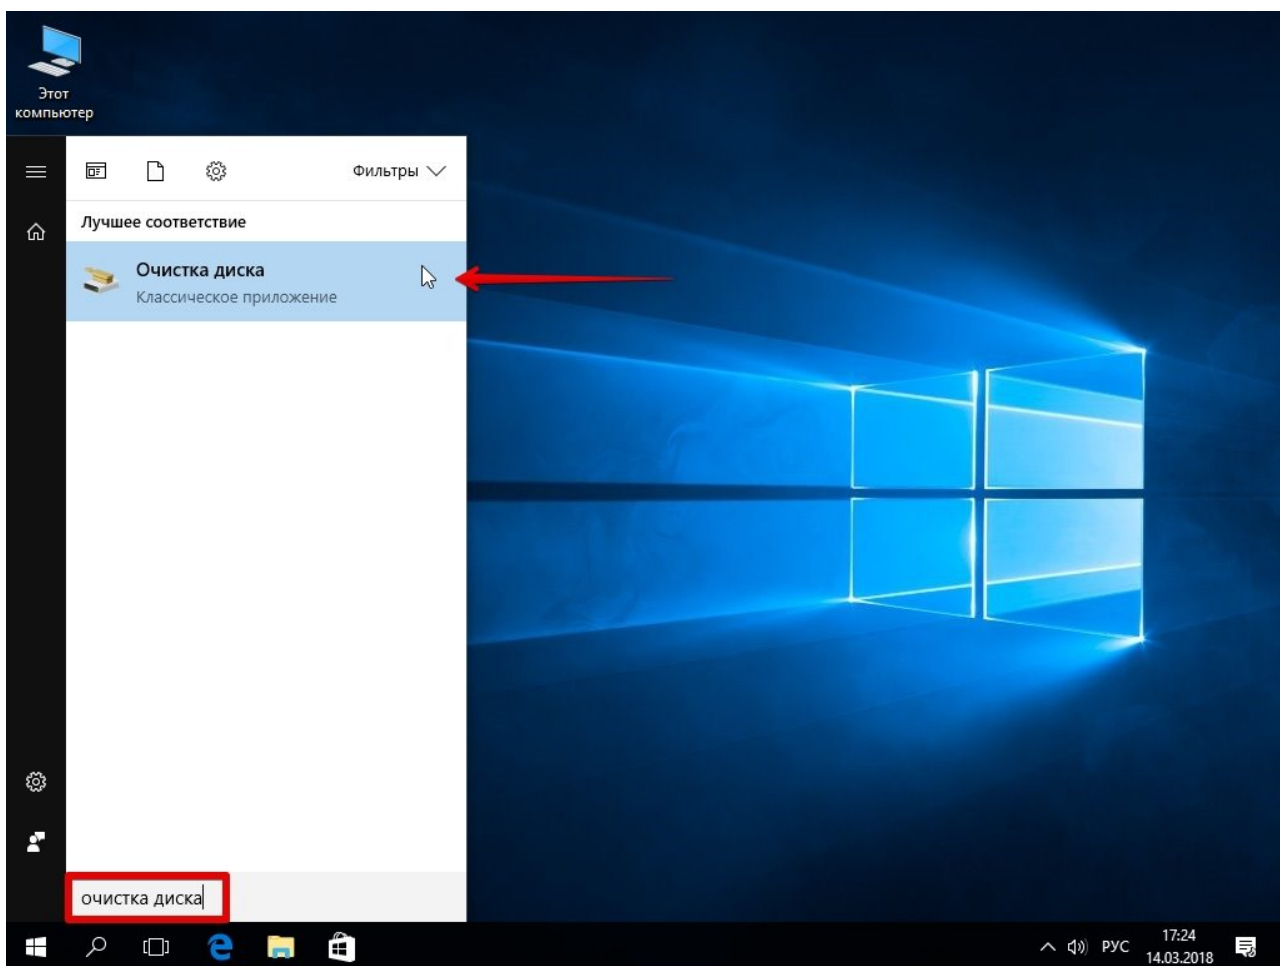 Этот
компьютер
Фильтры
Лучшее соответствие
Очистка диска
Классическое приложение
очистка диска
РУС
17:24
14.03.2018